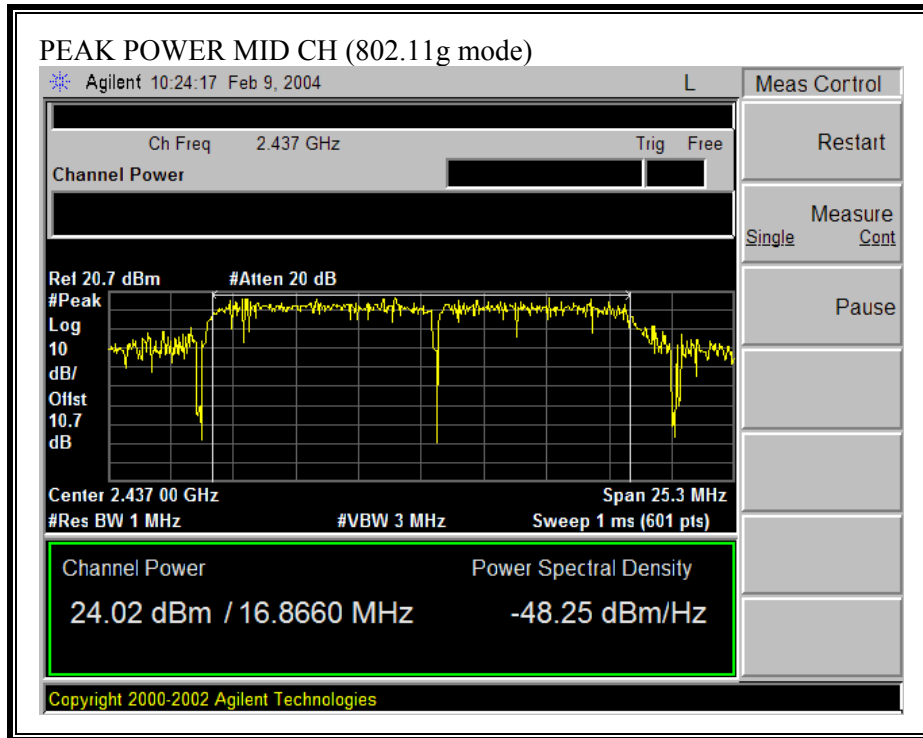 PEAK POWER MID CH (802.11g mode)
Agilent 10:24:17 Feb 9, 2004 L
Meas Control
Ch Freq 2.437 GHz Trig Free
Restart
Channel Power
Measure
Single Cont
Ref 20.7 dBm #Atten 20 dB
#Peak
Pause
Log
10
dB/
Offst
10.7
dB
Center 2.437 00 GHz Span 25.3 MHz
#Res BW 1 MHz #VBW 3 MHz Sweep 1 ms (601 pts)
Channel Power Power Spectral Density
24.02 dBm / 16.8660 MHz -48.25 dBm/Hz
Copyright 2000-2002 Agilent Technologies